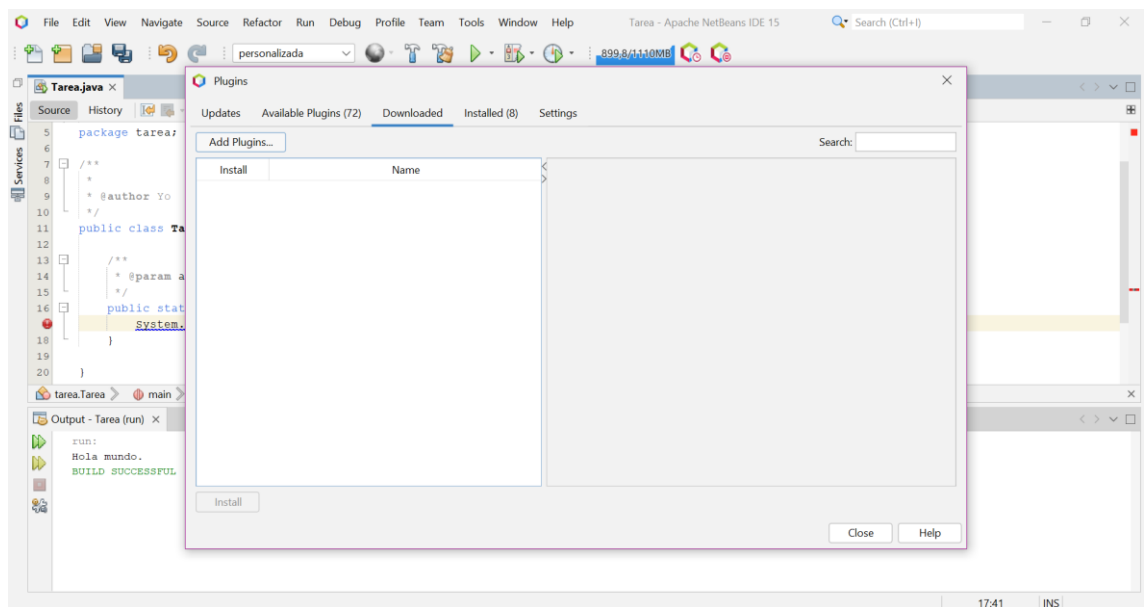 File Edit View Navigate Source Refactor Run Debug Profile Team Tools Window Help Tarea - Apache NetBeans IDE 15 Search (Ctrl+I)
personalizada 899,8/1110MB
Files
Services
Tarea.java
Source History
Plugins
Updates Available Plugins (72) Downloaded Installed (8) Settings
Add Plugins... Search:
Install Name
Install
Close Help
5 package tarea;
6
7 /**
8 *
9 * @author Yo
10 */
11 public class Ta
12
13 /**
14 * @param a
15 */
16 public stat
System.
18 }
19
20 }
tarea.Tarea main
Output - Tarea (run)
run:
Hola mundo.
BUILD SUCCESSFUL
17:41 INS